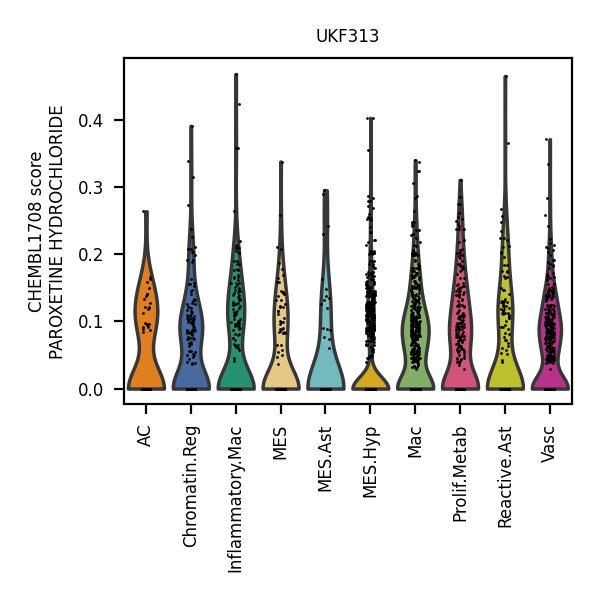 UKF313
CHEMBL1708 score
PAROXETINE HYDROCHLORIDE
0.4
0.3
0.2
0.1
0.0
AC
Chromatin.Reg
Inflammatory.Mac
MES
MES.Ast
MES.Hyp
Mac
Prolif.Metab
Reactive.Ast
Vasc